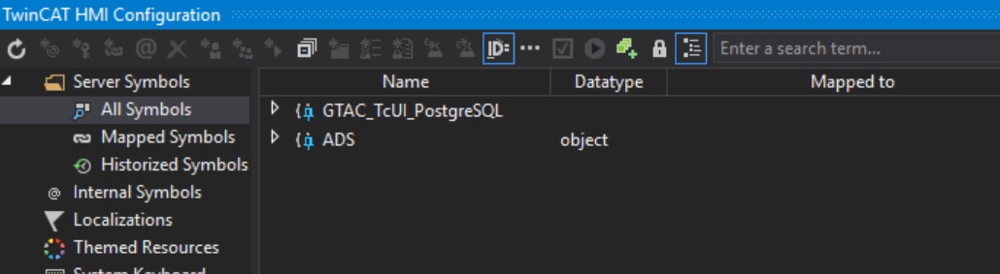 TwinCAT HMI Configuration
Enter a search term...
Server Symbols
All Symbols
Mapped Symbols
Historized Symbols
Internal Symbols
Localizations
Themed Resources
System Keyboard
Name Datatype Mapped to
GTAC_TcUI_PostgreSQL
ADS object